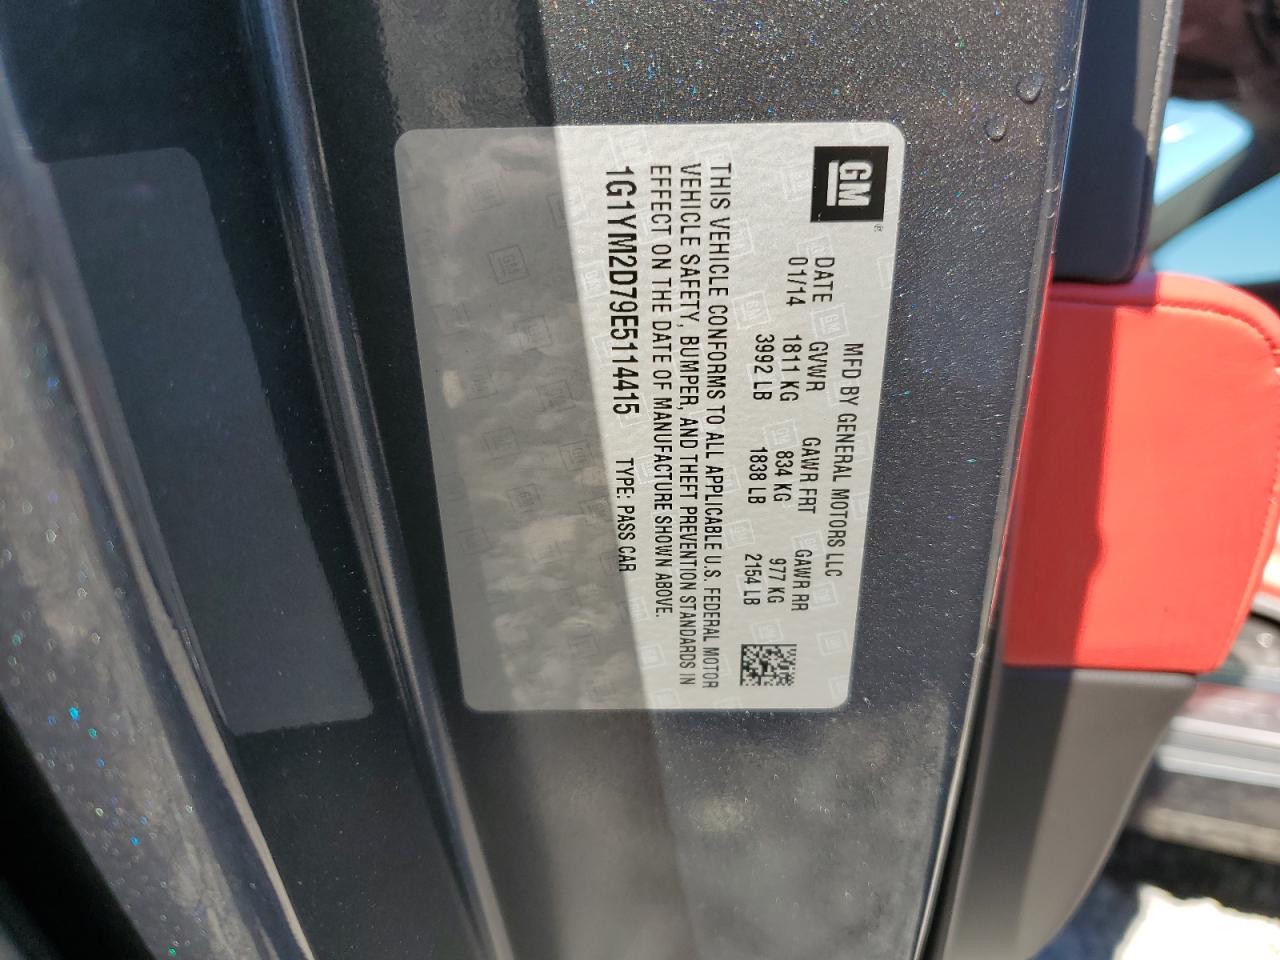 GM ®
MFD BY GENERAL MOTORS LLC
DATE GVWR GAWR FRT GAWR RR
01/14 1811 KG 834 KG 977 KG
3992 LB 1838 LB 2154 LB
THIS VEHICLE CONFORMS TO ALL APPLICABLE U.S. FEDERAL MOTOR
VEHICLE SAFETY, BUMPER, AND THEFT PREVENTION STANDARDS IN
EFFECT ON THE DATE OF MANUFACTURE SHOWN ABOVE.
1G1YM2D79E5114415 TYPE: PASS CAR